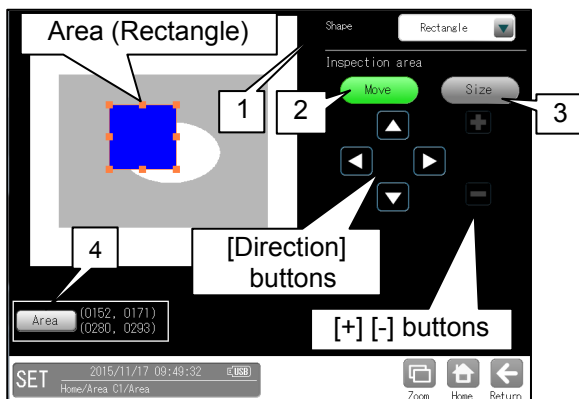 Area (Rectangle)
Shape
Rectangle
Inspection area
1
2
Move
Size
3
4
[Direction]
buttons
Area
(0152, 0171)
(0280, 0293)
[+] [-] buttons
SET
2015/11/17 09:49:32
USB
Home/Area C1/Area
Zoom
Home
Return